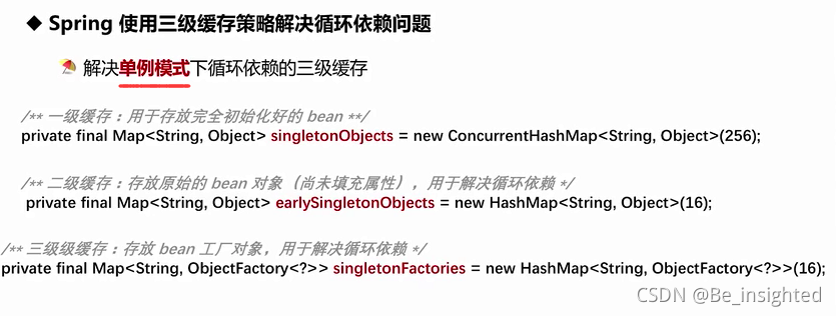 ◆ Spring 使用三级缓存策略解决循环依赖问题
解决单例模式下循环依赖的三级缓存
/** 一级缓存：用于存放完全初始化好的 bean **/
private final Map<String, Object> singletonObjects = new ConcurrentHashMap<String, Object>(256);
/** 二级缓存：存放原始的 bean 对象（尚未填充属性），用于解决循环依赖 */
private final Map<String, Object> earlySingletonObjects = new HashMap<String, Object>(16);
/** 三级级缓存：存放 bean 工厂对象，用于解决循环依赖 */
private final Map<String, ObjectFactory<?>> singletonFactories = new HashMap<String, ObjectFactory<?>>(16);
CSDN @Be_insighted